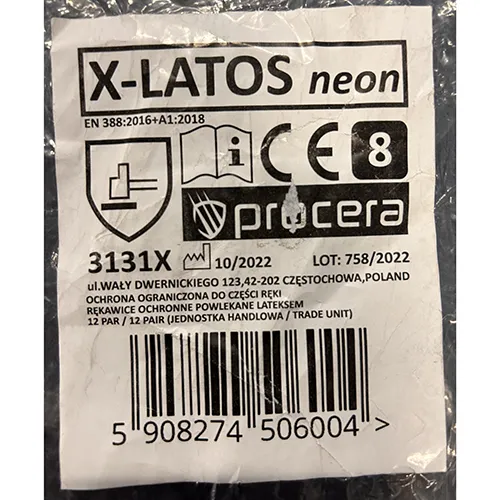 X-LATOS neon
EN 388:2016+A1:2018
i CE 8
procera
3131X 10/2022 LOT: 758/2022
ul.WAŁY DWERNICKIEGO 123,42-202 CZĘSTOCHOWA,POLAND
OCHRONA OGRANICZONA DO CZĘŚCI RĘKI
RĘKAWICE OCHRONNE POWLEKANE LATEKSEM
12 PAR / 12 PAIR (JEDNOSTKA HANDLOWA / TRADE UNIT)
5 908274 506004 >